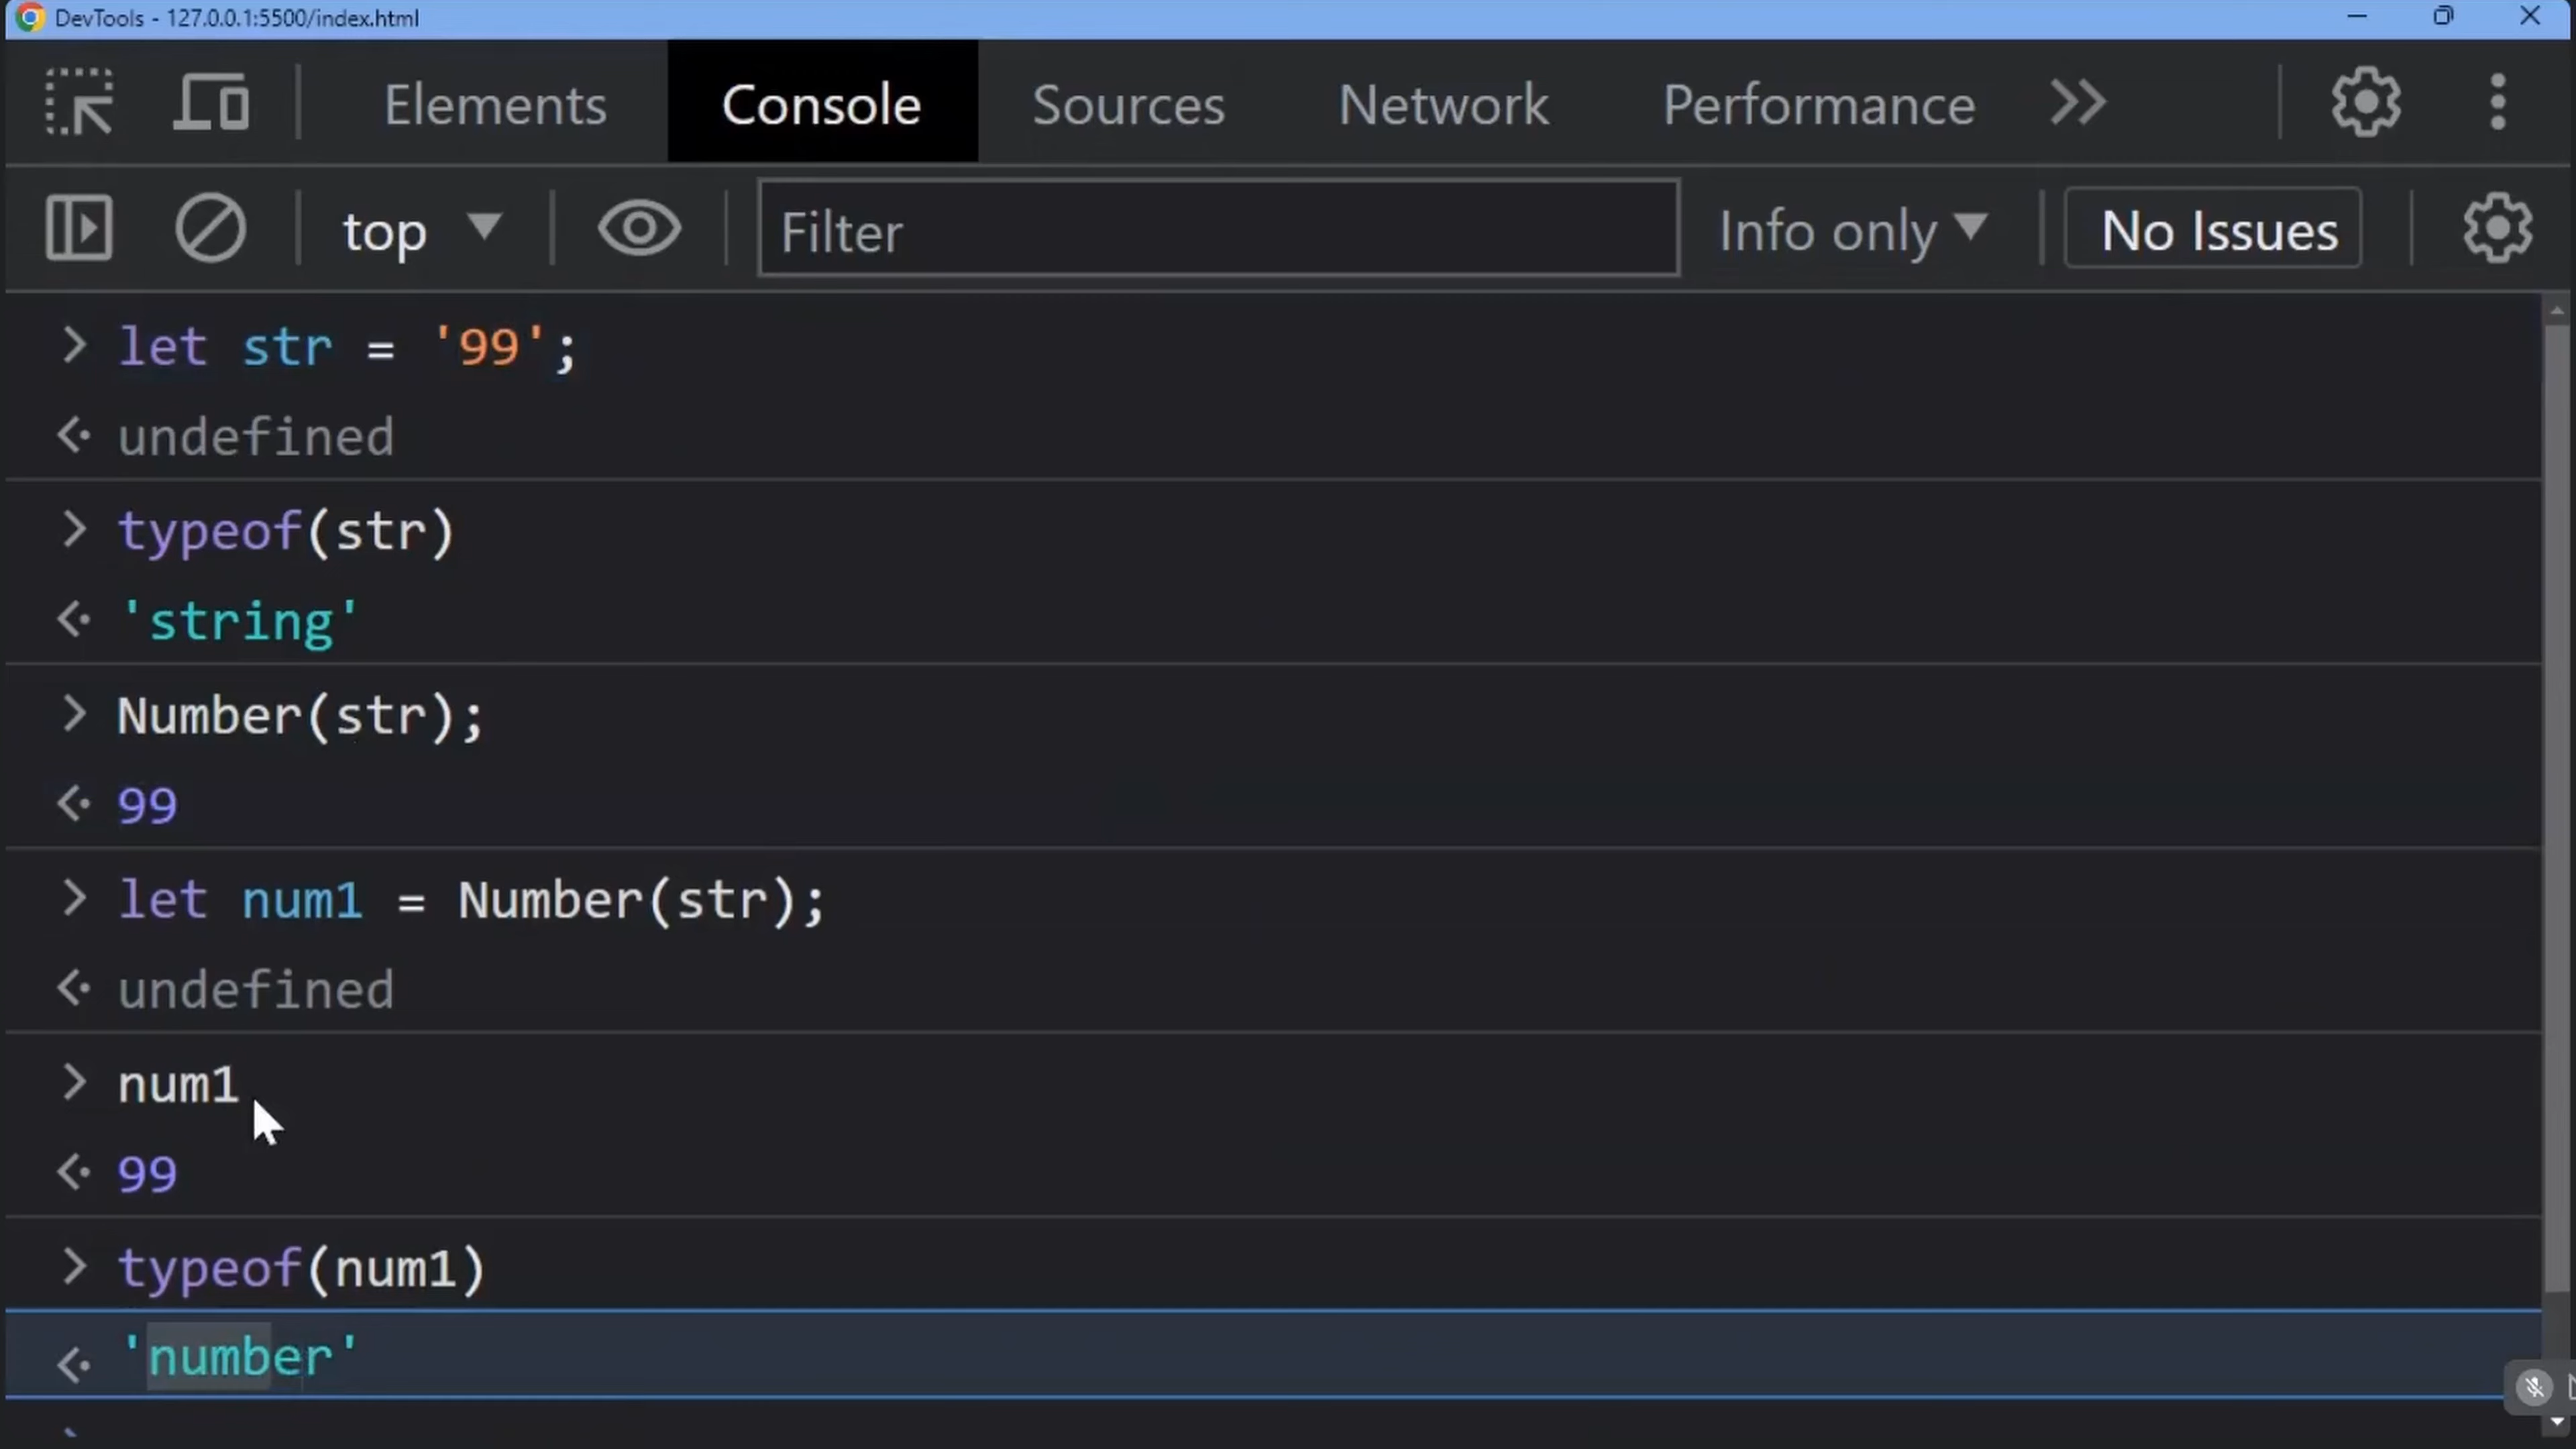 DevTools - 127.0.0.1:5500/index.html
Elements Console Sources Network Performance
top Filter Info only No Issues
> let str = '99';
undefined
> typeof(str)
'string'
> Number(str);
99
> let num1 = Number(str);
undefined
> num1
99
> typeof(num1)
'number'